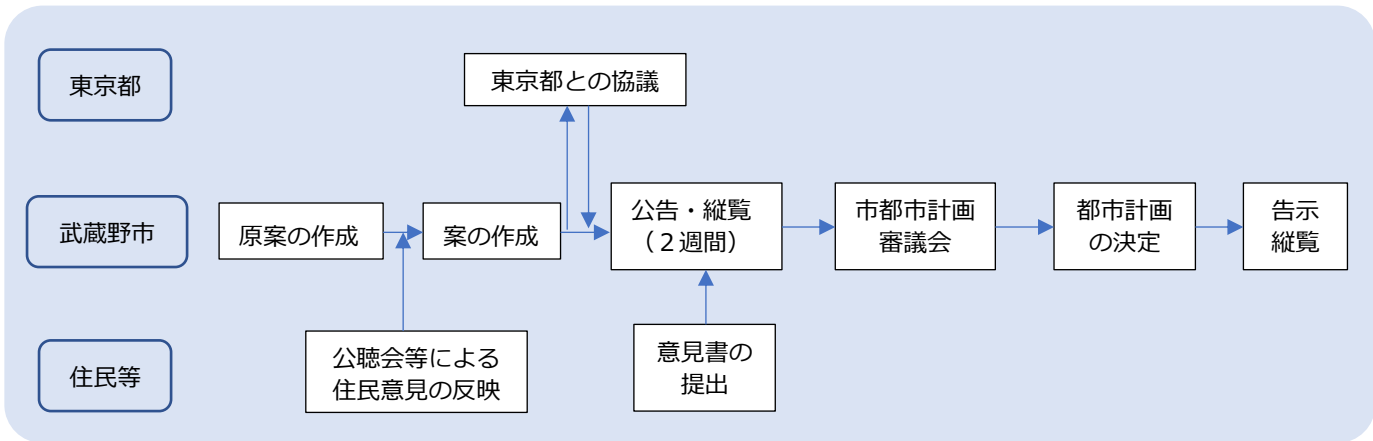 東京都
東京都との協議
武蔵野市
原案の作成
案の作成
公告・縦覧
（２週間）
市都市計画
審議会
都市計画
の決定
告示
縦覧
住民等
公聴会等による
住民意見の反映
意見書の
提出